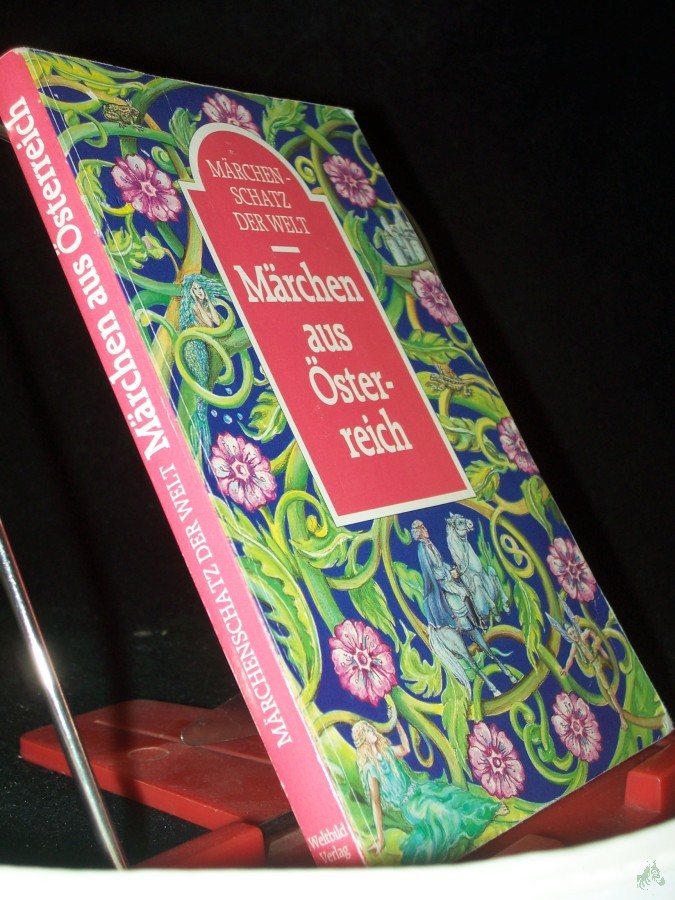 MÄRCHEN-
SCHATZ
DER WELT
Märchen
aus
Öster-
reich
Märchen aus Österreich
MÄRCHENSCHATZ DER WELT
Weltbild
Verlag